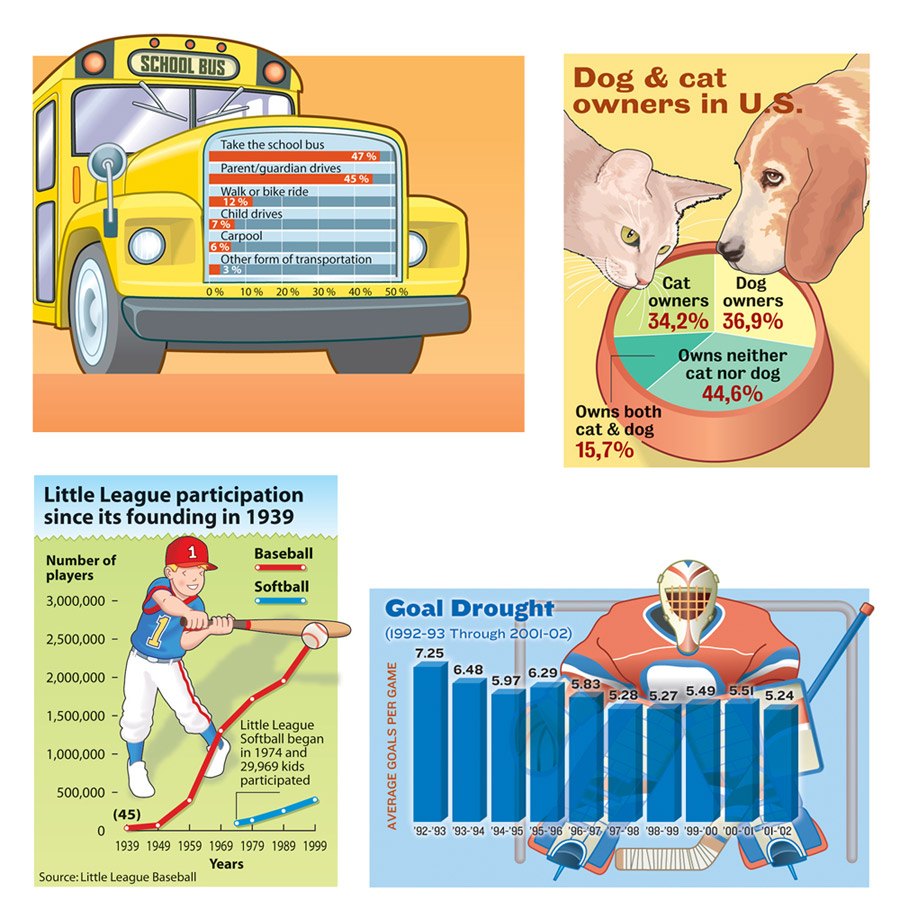 SCHOOL BUS
Take the school bus
47 %
Parent/guardian drives
45 %
Walk or bike ride
12 %
Child drives
7 %
Carpool
6 %
Other form of transportation
3 %
0 % 10 % 20 % 30 % 40 % 50 %
Dog & cat
owners in U.S.
Cat
owners
34,2%
Dog
owners
36,9%
Owns neither
cat nor dog
44,6%
Owns both
cat & dog
15,7%
Little League participation
since its founding in 1939
Number of
players
Baseball
Softball
3,000,000
2,500,000
2,000,000
1,500,000
1,000,000
500,000
0
1
1
(45)
Little League
Softball began
in 1974 and
29,969 kids
participated
1939 1949 1959 1969 1979 1989 1999
Years
Source: Little League Baseball
Goal Drought
(1992-93 Through 2001-02)
AVERAGE GOALS PER GAME
7.25 6.48 5.97 6.29 5.83 5.28 5.27 5.49 5.51 5.24
'92-'93 '93-'94 '94-'95 '95-'96 '96-'97 '97-'98 '98-'99 '99-'00 '00-'01 '01-'02